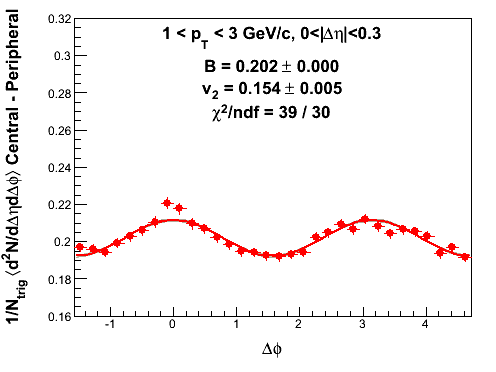 1 < p_T < 3 GeV/c, 0<|Δη|<0.3
B = 0.202 ± 0.000
v_2 = 0.154 ± 0.005
χ²/ndf = 39 / 30
1/N_trig ⟨d²N/dΔηdΔϕ⟩ Central - Peripheral
0.32
0.3
0.28
0.26
0.24
0.22
0.2
0.18
0.16
-1 0 1 2 3 4
Δϕ